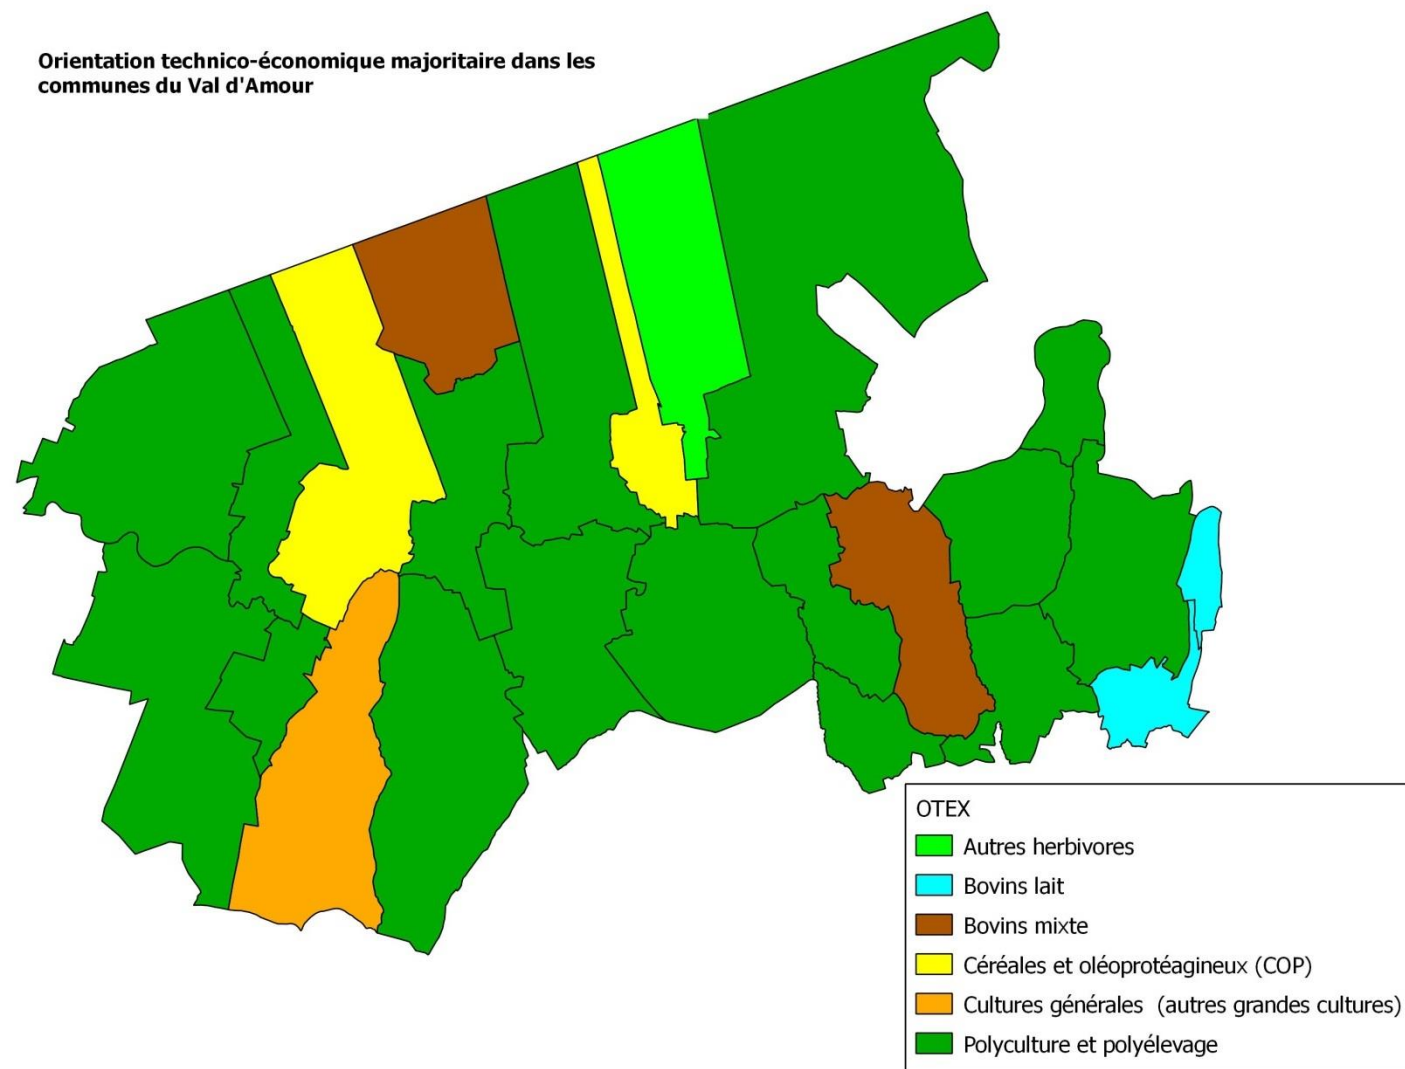 Orientation technico-économique majoritaire dans les
communes du Val d'Amour
OTEX
Autres herbivores
Bovins lait
Bovins mixte
Céréales et oléoprotéagineux (COP)
Cultures générales  (autres grandes cultures)
Polyculture et polyélevage